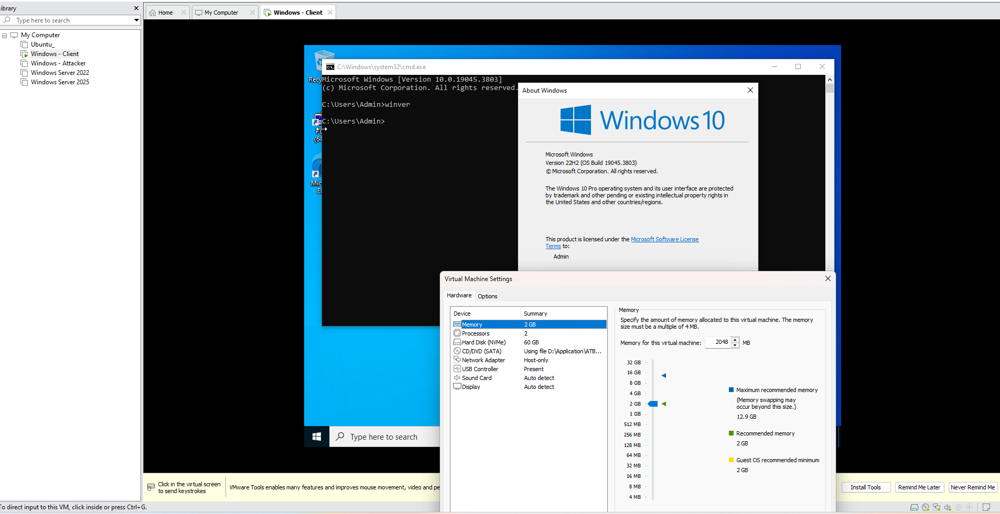 Library
Type here to search
My Computer
Ubuntu_
Windows - Client
Windows - Attacker
Windows Server 2022
Windows Server 2025
Home
My Computer
Windows - Client
C:\Windows\system32\cmd.exe
Microsoft Windows [Version 10.0.19045.3803]
(c) Microsoft Corporation. All rights reserved.
C:\Users\Admin>winver
C:\Users\Admin>
Recy
(64
Mic
About Windows
Windows 10
Microsoft Windows
Version 22H2 (OS Build 19045.3803)
© Microsoft Corporation. All rights reserved.
The Windows 10 Pro operating system and its user interface are protected
by trademark and other pending or existing intellectual property rights in
the United States and other countries/regions.
This product is licensed under the Microsoft Software License
Terms to:
Admin
Virtual Machine Settings
Hardware
Options
Device Summary
Memory 2 GB
Processors 2
Hard Disk (NVMe) 60 GB
CD/DVD (SATA) Using file D:\Application\ATB...
Network Adapter Host-only
USB Controller Present
Sound Card Auto detect
Display Auto detect
Memory
Specify the amount of memory allocated to this virtual machine. The memory
size must be a multiple of 4 MB.
Memory for this virtual machine: 2048 MB
32 GB
16 GB
8 GB
4 GB
2 GB
1 GB
512 MB
256 MB
128 MB
64 MB
32 MB
16 MB
8 MB
4 MB
Maximum recommended memory
(Memory swapping may
occur beyond this size.)
12.9 GB
Recommended memory
2 GB
Guest OS recommended minimum
2 GB
Type here to search
Click in the virtual screen
to send keystrokes
VMware Tools enables many features and improves mouse movement, video and pe
Install Tools
Remind Me Later
Never Remind Me
To direct input to this VM, click inside or press Ctrl+G.